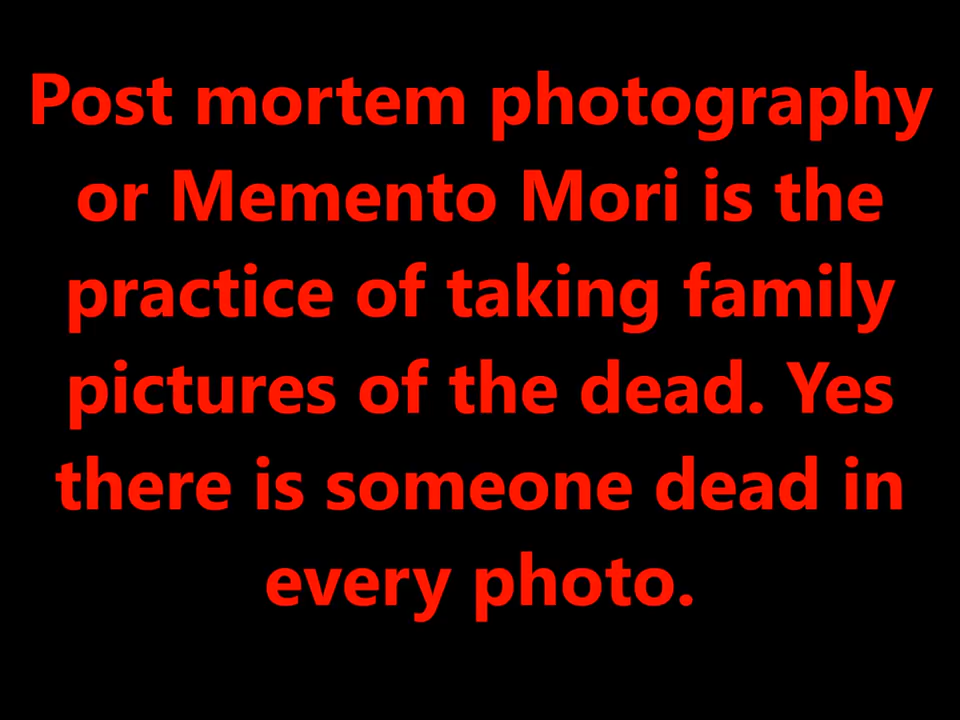 Post mortem photography
or Memento Mori is the
practice of taking family
pictures of the dead. Yes
there is someone dead in
every photo.